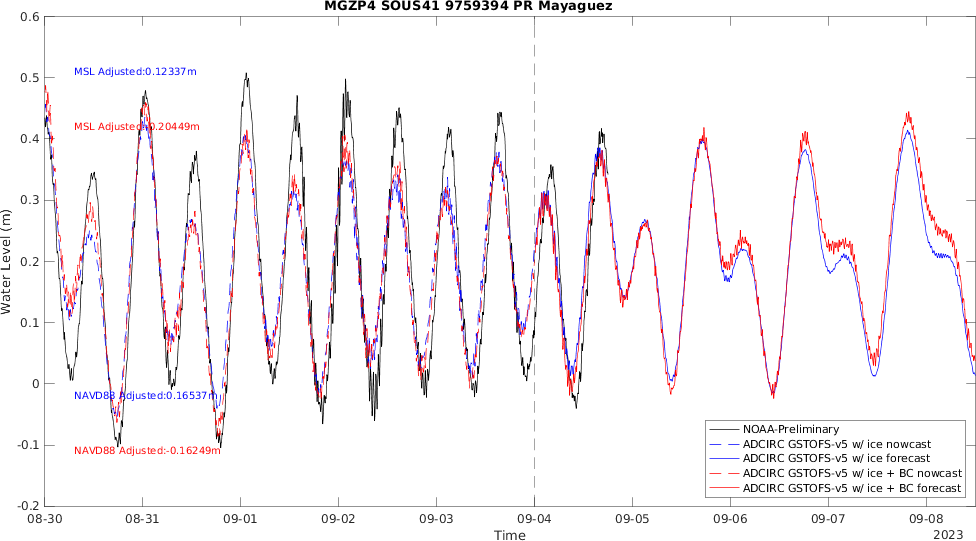 MGZP4 SOUS41 9759394 PR Mayaguez
0.6
0.5
0.4
0.3
0.2
0.1
0
-0.1
-0.2
Water Level (m)
MSL Adjusted:0.12337m
MSL Adjusted:-0.20449m
NAVD88 Adjusted:0.16537m
NAVD88 Adjusted:-0.16249m
NOAA-Preliminary
ADCIRC GSTOFS-v5 w/ ice nowcast
ADCIRC GSTOFS-v5 w/ ice forecast
ADCIRC GSTOFS-v5 w/ ice + BC nowcast
ADCIRC GSTOFS-v5 w/ ice + BC forecast
08-30 08-31 09-01 09-02 09-03 09-04 09-05 09-06 09-07 09-08
Time
2023